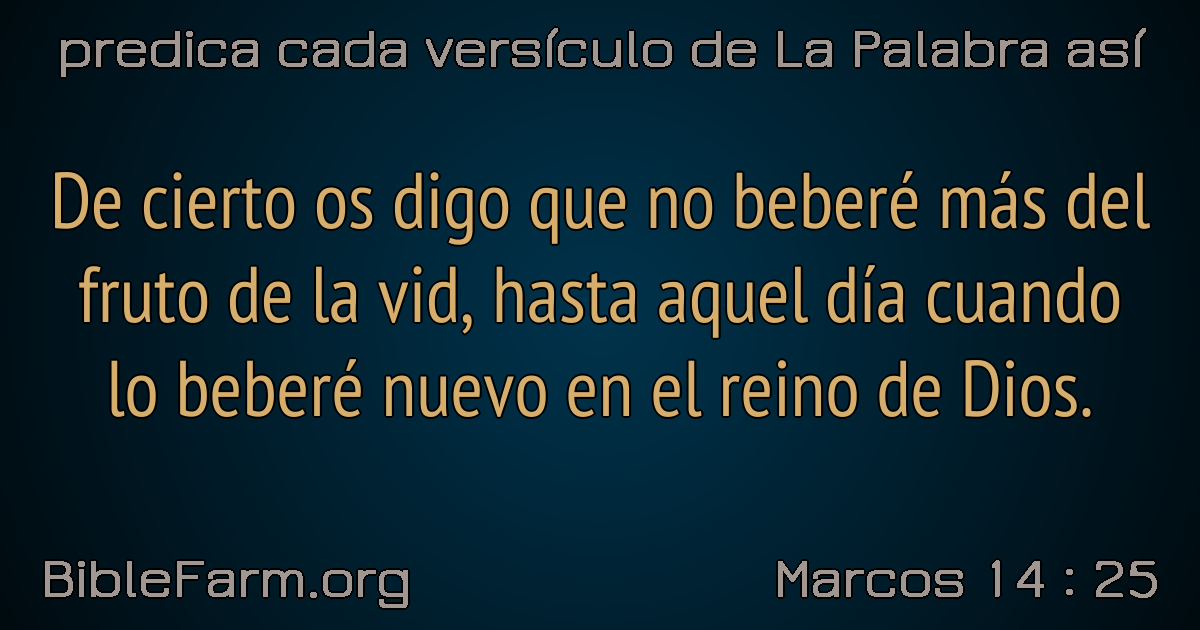 predica cada versículo de La Palabra así
De cierto os digo que no beberé más del
fruto de la vid, hasta aquel día cuando
lo beberé nuevo en el reino de Dios.
BibleFarm.org
Marcos 14 : 25